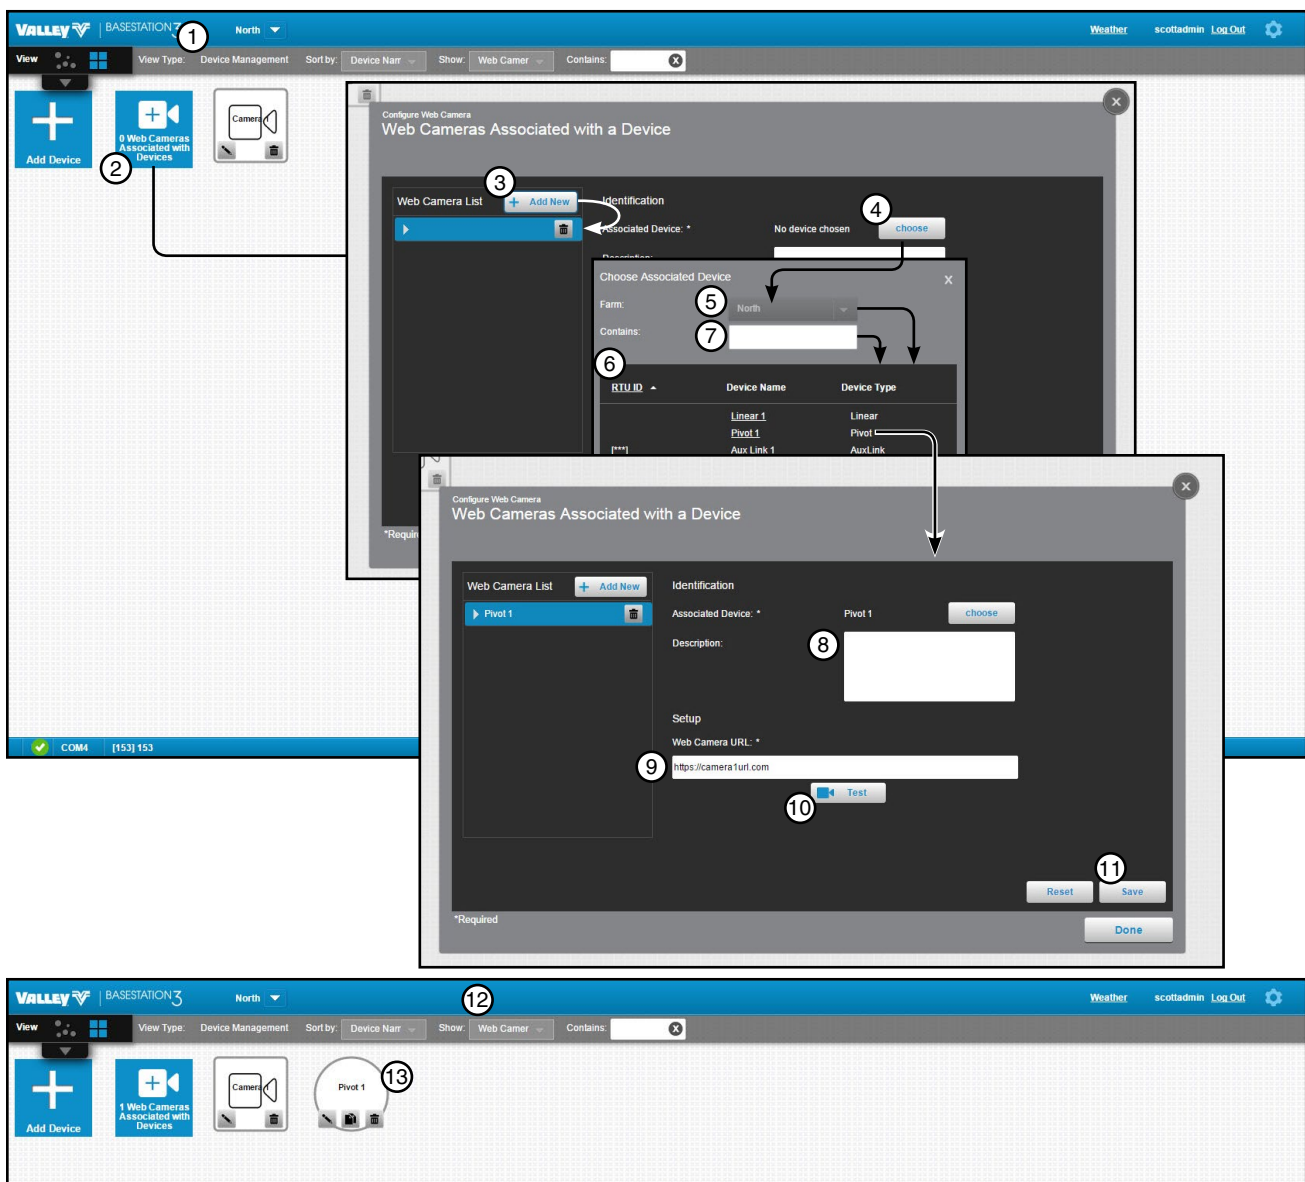 VALLEY | BASESTATION3 North Weather scottadmin Log Out
1
View View Type: Device Management Sort by: Device Nam Show: Web Camer Contains: X
Add Device
0 Web Cameras
Associated with
Devices
Camera 1
2
Configure Web Camera
Web Cameras Associated with a Device
X
3
Web Camera List + Add New
Identification
4
Associated Device: * No device chosen choose
Description:
Choose Associated Device X
Farm: 5 North
Contains: 7
6
RTU ID Device Name Device Type
Linear 1 Linear
Pivot 1 Pivot
[***] Aux Link 1 AuxLink
*Requir
Configure Web Camera
Web Cameras Associated with a Device
X
Web Camera List + Add New
Pivot 1
Identification
Associated Device: * Pivot 1 choose
Description: 8
Setup
Web Camera URL: *
9 https://camera1url.com
10 Test
11
Reset Save
*Required
Done
COM4 [153] 153
VALLEY | BASESTATION3 North Weather scottadmin Log Out
12
View View Type: Device Management Sort by: Device Nam Show: Web Camer Contains: X
Add Device
1 Web Cameras
Associated with
Devices
Camera 1
Pivot 1
13